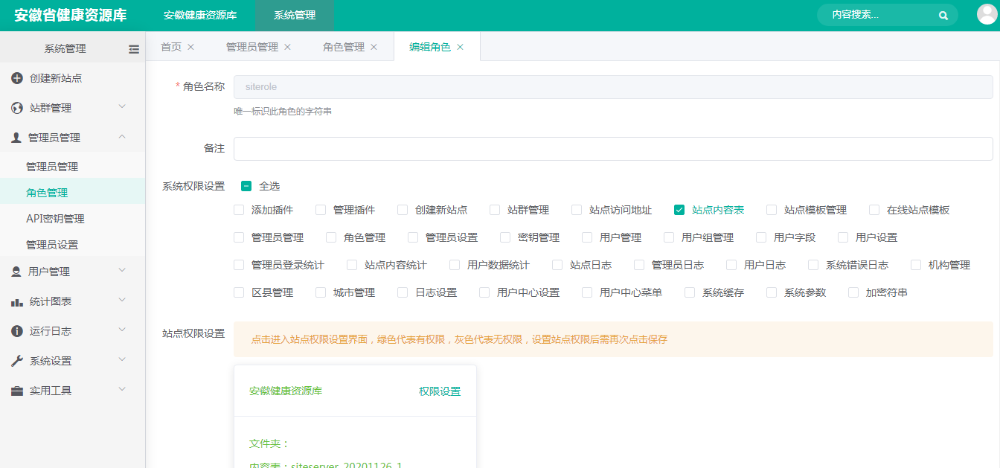 安徽省健康资源库 安徽健康资源库 系统管理 内容搜索...
系统管理 首页 管理员管理 角色管理 编辑角色
创建新站点
站群管理
管理员管理
管理员管理
角色管理
API密钥管理
管理员设置
用户管理
统计图表
运行日志
系统设置
实用工具
* 角色名称 siterole
唯一标识此角色的字符串
备注
系统权限设置 全选
添加插件 管理插件 创建新站点 站群管理 站点访问地址 站点内容表 站点模板管理 在线站点模板
管理员管理 角色管理 管理员设置 密钥管理 用户管理 用户组管理 用户字段 用户设置
管理员登录统计 站点内容统计 用户数据统计 站点日志 管理员日志 用户日志 系统错误日志 机构管理
区县管理 城市管理 日志设置 用户中心设置 用户中心菜单 系统缓存 系统参数 加密符串
站点权限设置 点击进入站点权限设置界面，绿色代表有权限，灰色代表无权限，设置站点权限后需再次点击保存
安徽健康资源库 权限设置
文件夹：
内容表：siteserver_20201126_1